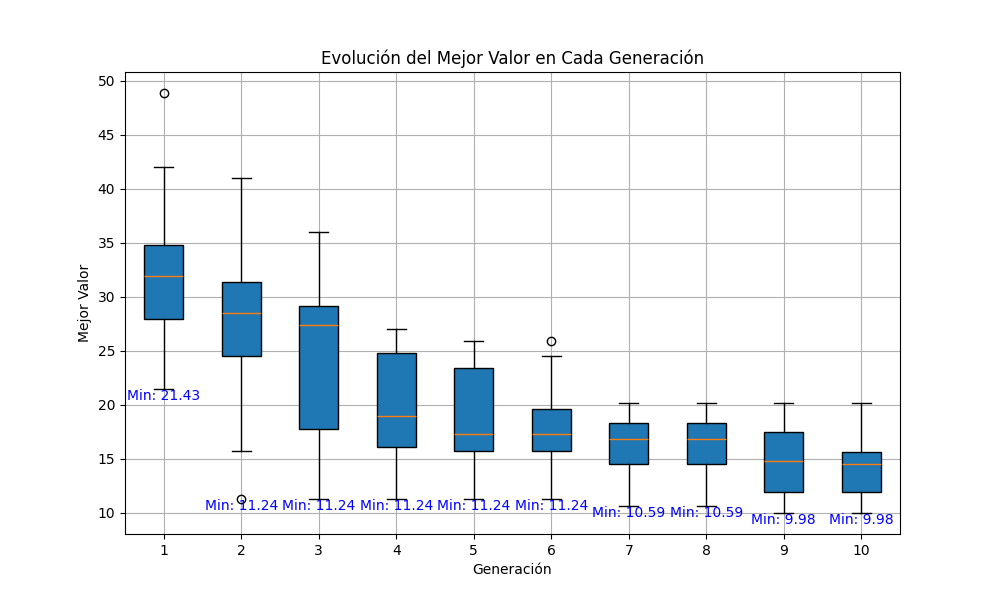 Evolución del Mejor Valor en Cada Generación
Mejor Valor
50
45
40
35
30
25
20
15
10
Min: 21.43
Min: 11.24
Min: 11.24
Min: 11.24
Min: 11.24
Min: 11.24
Min: 10.59
Min: 10.59
Min: 9.98
Min: 9.98
1 2 3 4 5 6 7 8 9 10
Generación